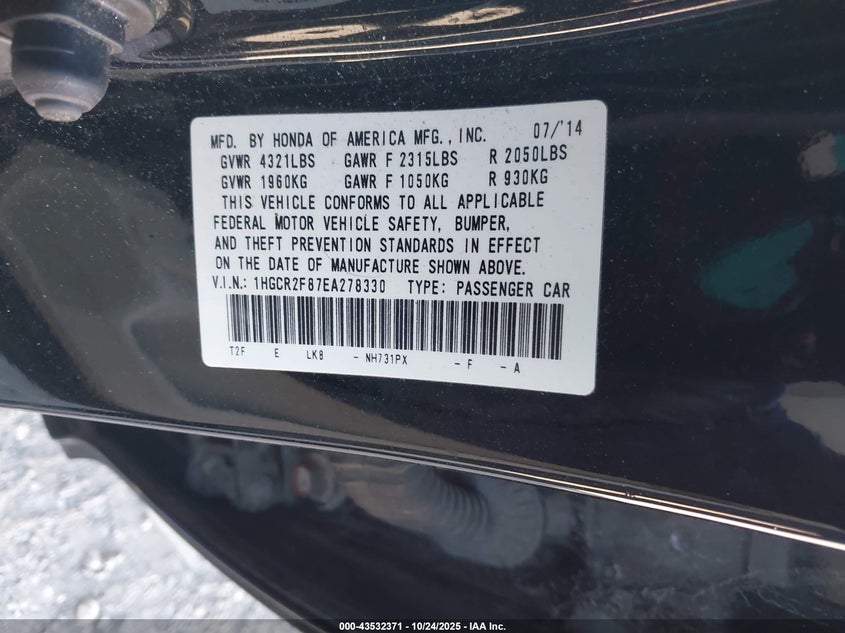 MFD. BY HONDA OF AMERICA MFG., INC. 07/'14
GVWR 4321LBS GAWR F 2315LBS R 2050LBS
GVWR 1960KG GAWR F 1050KG R 930KG
THIS VEHICLE CONFORMS TO ALL APPLICABLE
FEDERAL MOTOR VEHICLE SAFETY, BUMPER,
AND THEFT PREVENTION STANDARDS IN EFFECT
ON THE DATE OF MANUFACTURE SHOWN ABOVE.
V.I.N.: 1HGCR2F87EA278330 TYPE: PASSENGER CAR
T2F E LK8 - NH731PX - F - A
000-43532371 - 10/24/2025 - IAA Inc.